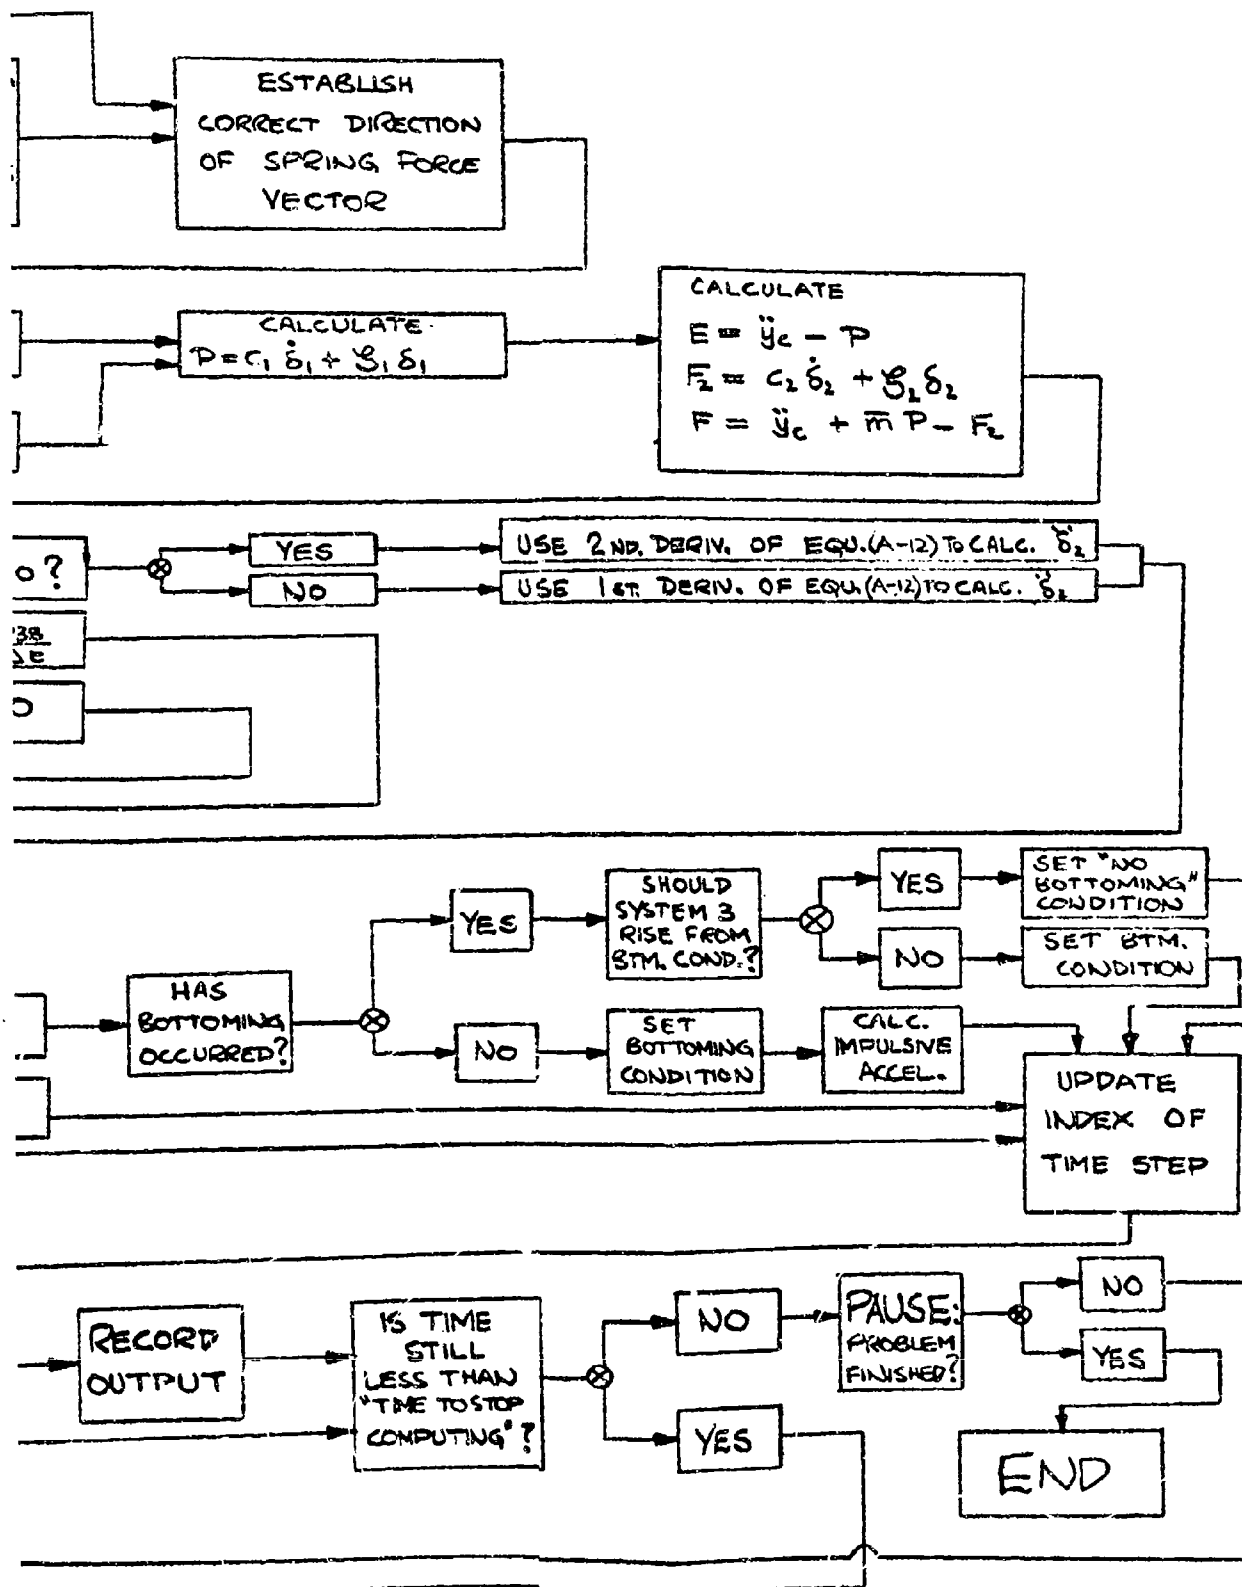 ESTABLISH
CORRECT DIRECTION
OF SPRING FORCE
VECTOR
CALCULATE
P = c₁ δ̇₁ + ξ₁ δ₁
CALCULATE
E = ÿc − P
F₂ = c₂ δ̇₂ + ξ₂ δ₂
F = ÿc + m̅ P − F₂
0 ?
YES
USE 2ND. DERIV. OF EQU.(A-12) TO CALC. δ̈₂
NO
USE 1ST. DERIV. OF EQU.(A-12) TO CALC. δ̈₂
YES
SHOULD
SYSTEM 3
RISE FROM
BTM. COND.?
YES
SET "NO
BOTTOMING"
CONDITION
NO
SET BTM.
CONDITION
HAS
BOTTOMING
OCCURRED?
NO
SET
BOTTOMING
CONDITION
CALC.
IMPULSIVE
ACCEL.
UPDATE
INDEX OF
TIME STEP
RECORD
OUTPUT
IS TIME
STILL
LESS THAN
"TIME TO STOP
COMPUTING"?
NO
PAUSE:
PROBLEM
FINISHED?
NO
YES
YES
END